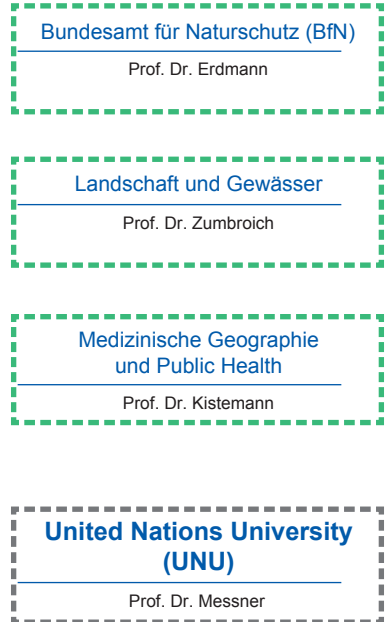 Bundesamt für Naturschutz (BfN)
Prof. Dr. Erdmann
Landschaft und Gewässer
Prof. Dr. Zumbroich
Medizinische Geographie
und Public Health
Prof. Dr. Kistemann
United Nations University
(UNU)
Prof. Dr. Messner